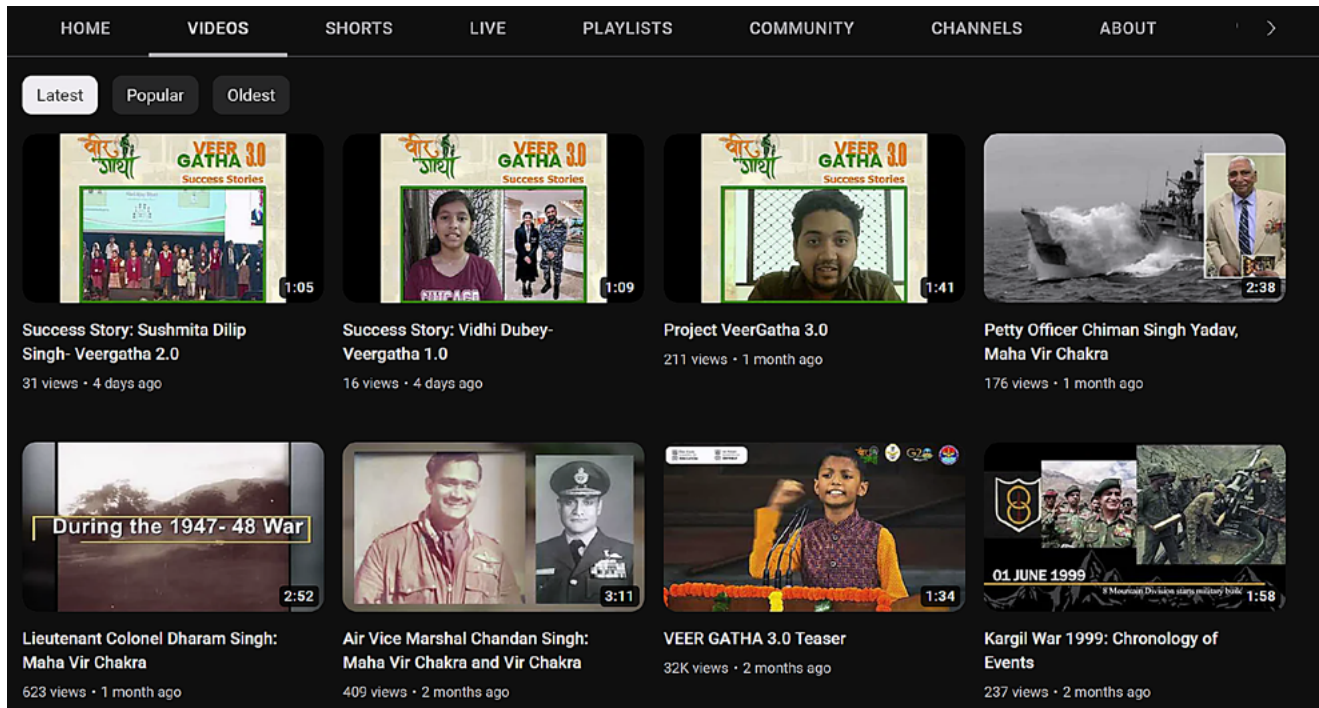 HOME VIDEOS SHORTS LIVE PLAYLISTS COMMUNITY CHANNELS ABOUT
Latest Popular Oldest
वीर गाथा
VEER GATHA 3.0
Success Stories
1:05
वीर गाथा
VEER GATHA 3.0
Success Stories
CHICAGO
1:09
वीर गाथा
VEER GATHA 3.0
Success Stories
1:41
2:38
Success Story: Sushmita Dilip
Singh- Veergatha 2.0
31 views • 4 days ago
Success Story: Vidhi Dubey-
Veergatha 1.0
16 views • 4 days ago
Project VeerGatha 3.0
211 views • 1 month ago
Petty Officer Chiman Singh Yadav,
Maha Vir Chakra
176 views • 1 month ago
During the 1947- 48 War
2:52
3:11
G20
1:34
8
01 JUNE 1999
8 Mountain Division starts military build
1:58
Lieutenant Colonel Dharam Singh:
Maha Vir Chakra
623 views • 1 month ago
Air Vice Marshal Chandan Singh:
Maha Vir Chakra and Vir Chakra
409 views • 2 months ago
VEER GATHA 3.0 Teaser
32K views • 2 months ago
Kargil War 1999: Chronology of
Events
237 views • 2 months ago